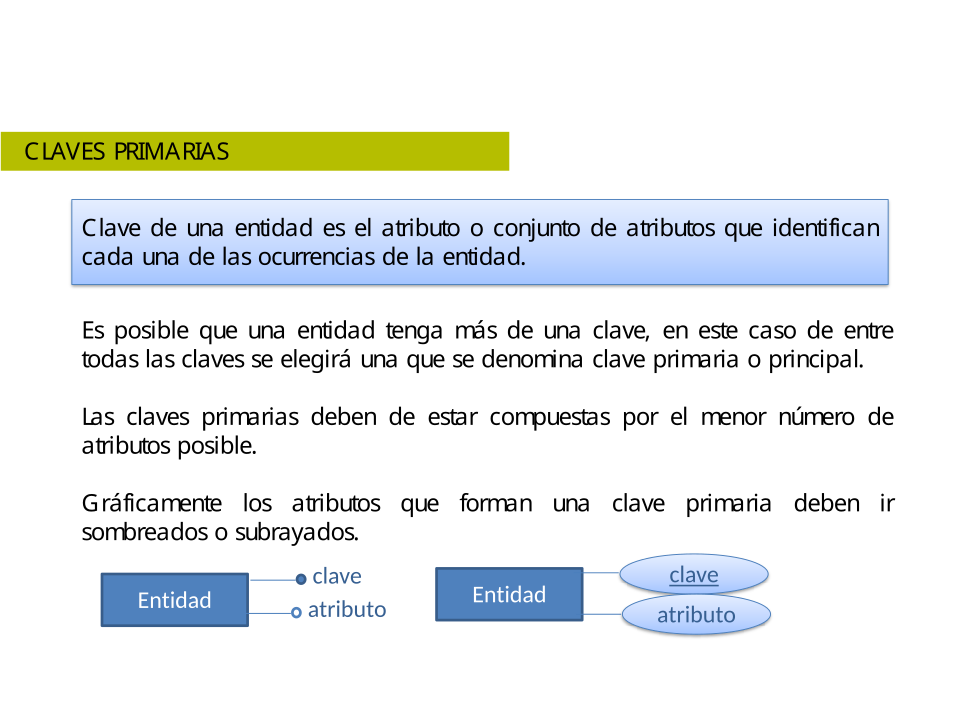 CLAVES PRIMARIAS
Clave de una entidad es el atributo o conjunto de atributos que identifican
cada una de las ocurrencias de la entidad.
Es posible que una entidad tenga más de una clave, en este caso de entre
todas las claves se elegirá una que se denomina clave primaria o principal.
Las claves primarias deben de estar compuestas por el menor número de
atributos posible.
Gráficamente los atributos que forman una clave primaria deben ir
sombreados o subrayados.
Entidad
clave
atributo
Entidad
clave
atributo